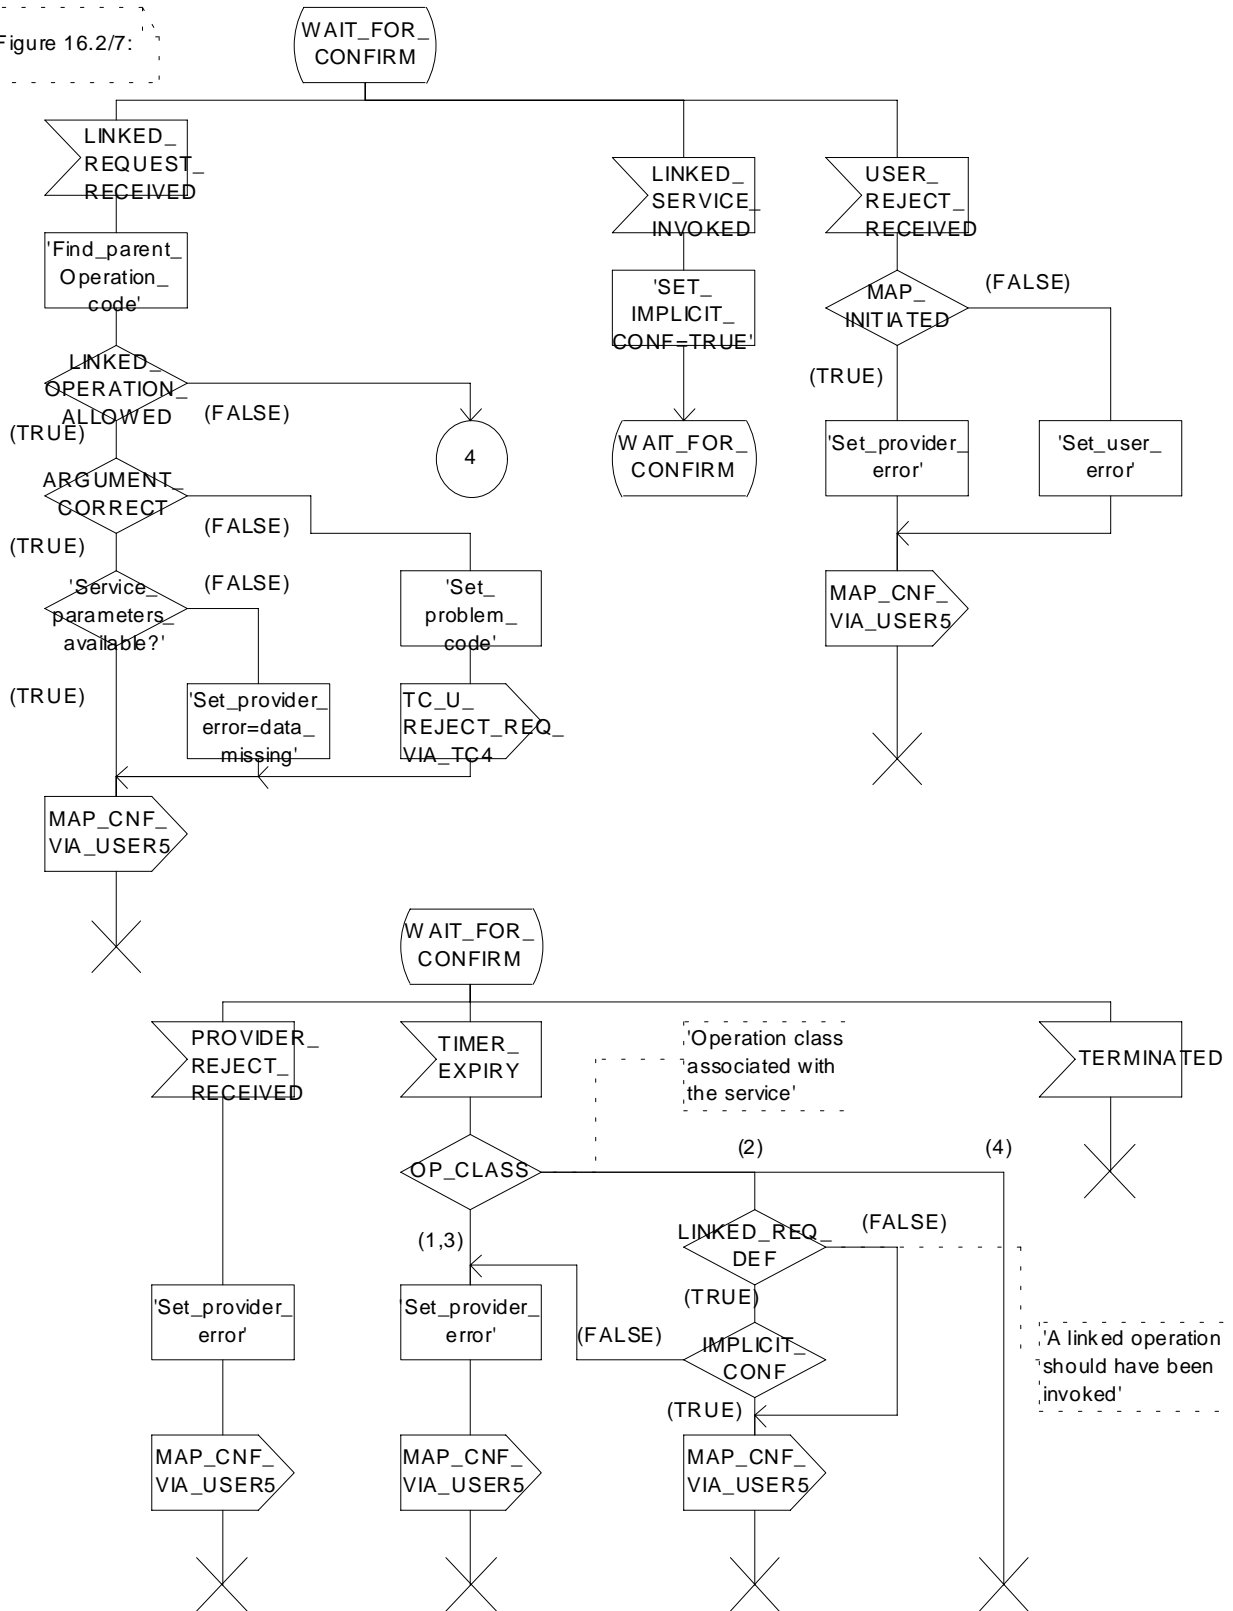 Figure 16.2/7:
WAIT_FOR_
CONFIRM
LINKED_
REQUEST_
RECEIVED
LINKED_
SERVICE_
INVOKED
USER_
REJECT_
RECEIVED
'Find_parent_
Operation_
code'
'SET_
IMPLICIT_
CONF=TRUE'
MAP_
INITIATED
(FALSE)
(TRUE)
LINKED_
OPERATION_
ALLOWED
(FALSE)
(TRUE)
4
WAIT_FOR_
CONFIRM
'Set_provider_
error'
'Set_user_
error'
ARGUMENT_
CORRECT
(FALSE)
(TRUE)
'Service_
parameters_
available?'
(FALSE)
(TRUE)
'Set_
problem_
code'
MAP_CNF_
VIA_USER5
'Set_provider_
error=data_
missing'
TC_U_
REJECT_REQ_
VIA_TC4
MAP_CNF_
VIA_USER5
WAIT_FOR_
CONFIRM
PROVIDER_
REJECT_
RECEIVED
TIMER_
EXPIRY
'Operation class
associated with
the service'
TERMINATED
OP_CLASS
(2)
(4)
(1,3)
LINKED_REQ_
DEF
(FALSE)
(TRUE)
'Set_provider_
error'
'Set_provider_
error'
(FALSE)
IMPLICIT_
CONF
(TRUE)
'A linked operation
should have been
invoked'
MAP_CNF_
VIA_USER5
MAP_CNF_
VIA_USER5
MAP_CNF_
VIA_USER5